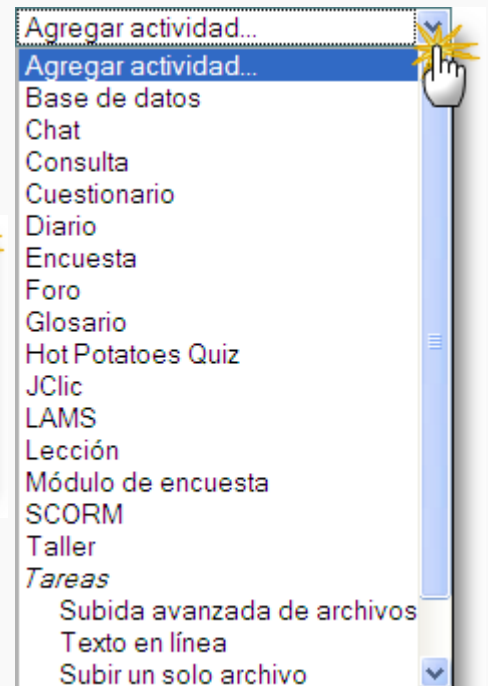 Agregar actividad...
Agregar actividad...
Base de datos
Chat
Consulta
Cuestionario
Diario
Encuesta
Foro
Glosario
Hot Potatoes Quiz
JClic
LAMS
Lección
Módulo de encuesta
SCORM
Taller
Tareas
Subida avanzada de archivos
Texto en línea
Subir un solo archivo